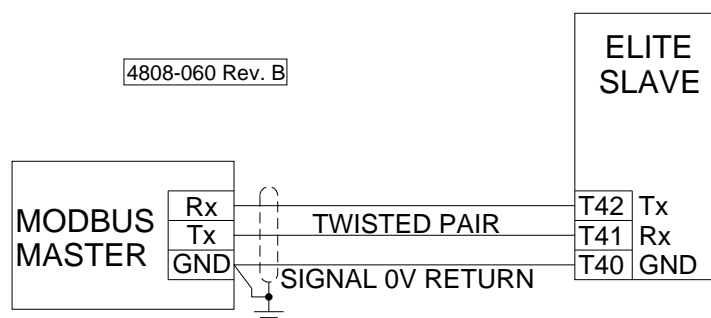 4808-060 Rev. B
ELITE
SLAVE
MODBUS
MASTER
Rx
Tx
GND
TWISTED PAIR
SIGNAL 0V RETURN
T42 Tx
T41 Rx
T40 GND